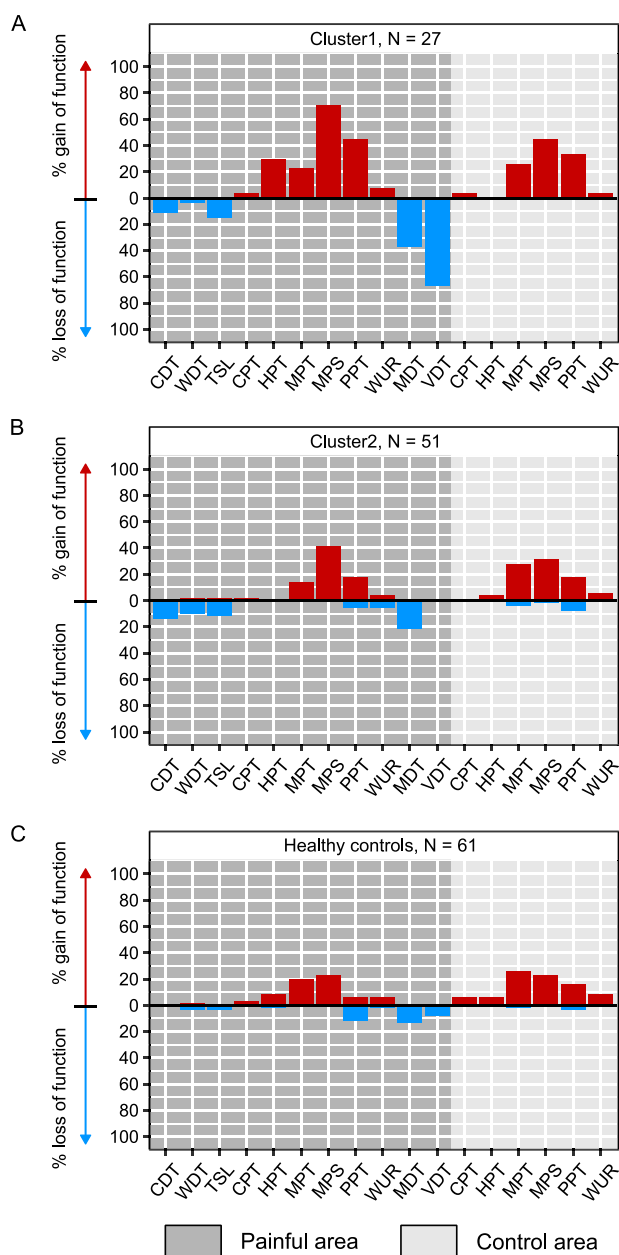 A
Cluster1, N = 27
% gain of function
% loss of function
100
80
60
40
20
0
20
40
60
80
100
CDT WDT TSL CPT HPT MPT MPS PPT WUR MDT VDT CPT HPT MPT MPS PPT WUR
B
Cluster2, N = 51
% gain of function
% loss of function
100
80
60
40
20
0
20
40
60
80
100
CDT WDT TSL CPT HPT MPT MPS PPT WUR MDT VDT CPT HPT MPT MPS PPT WUR
C
Healthy controls, N = 61
% gain of function
% loss of function
100
80
60
40
20
0
20
40
60
80
100
CDT WDT TSL CPT HPT MPT MPS PPT WUR MDT VDT CPT HPT MPT MPS PPT WUR
Painful area
Control area